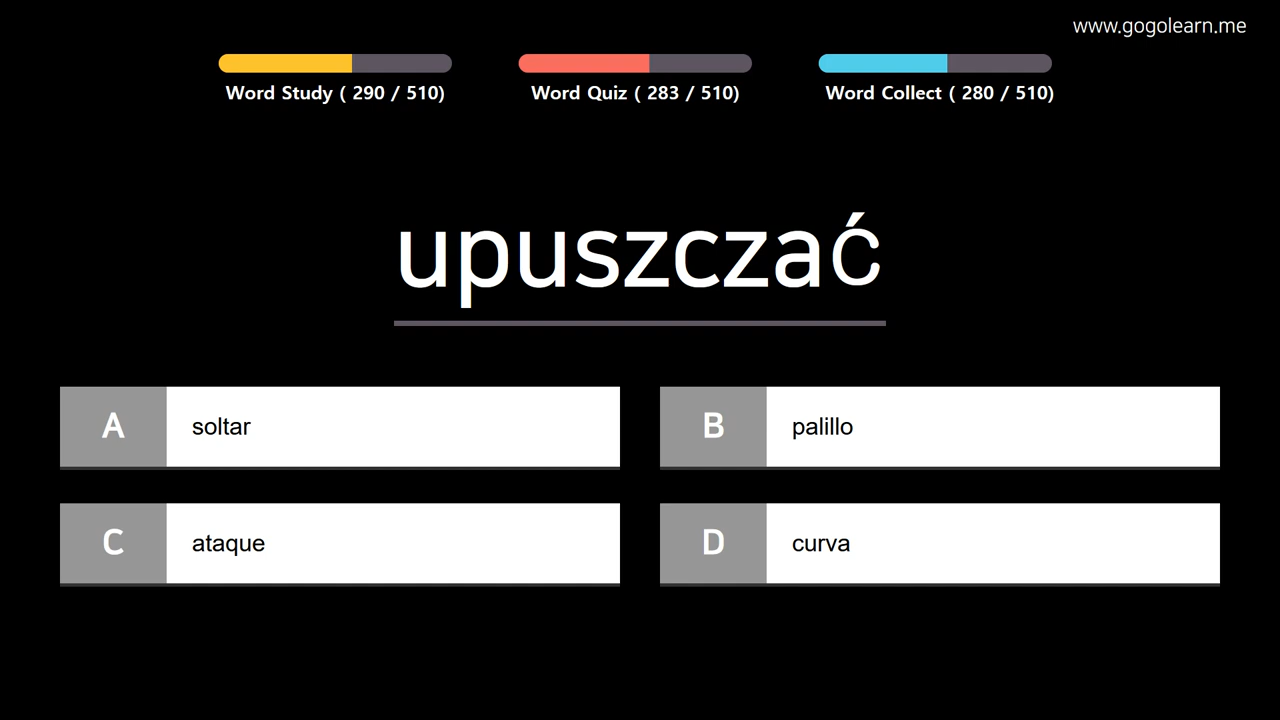 www.gogolearn.me
Word Study ( 290 / 510)
Word Quiz ( 283 / 510)
Word Collect ( 280 / 510)
upuszczać
A soltar
B palillo
C ataque
D curva